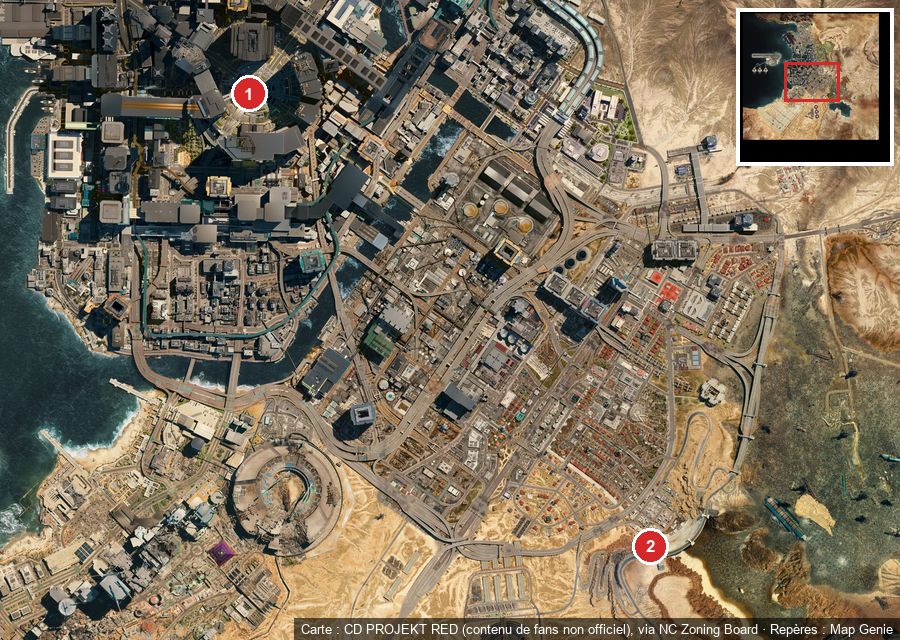 1
2
Carte : CD PROJEKT RED (contenu de fans non officiel), via NC Zoning Board · Repères : Map Genie